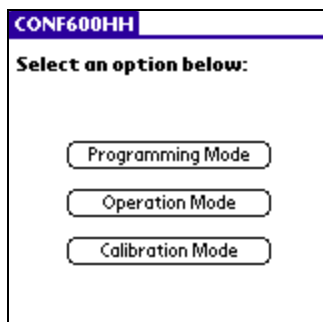 CONF600HH
Select an option below:
Programming Mode
Operation Mode
Calibration Mode